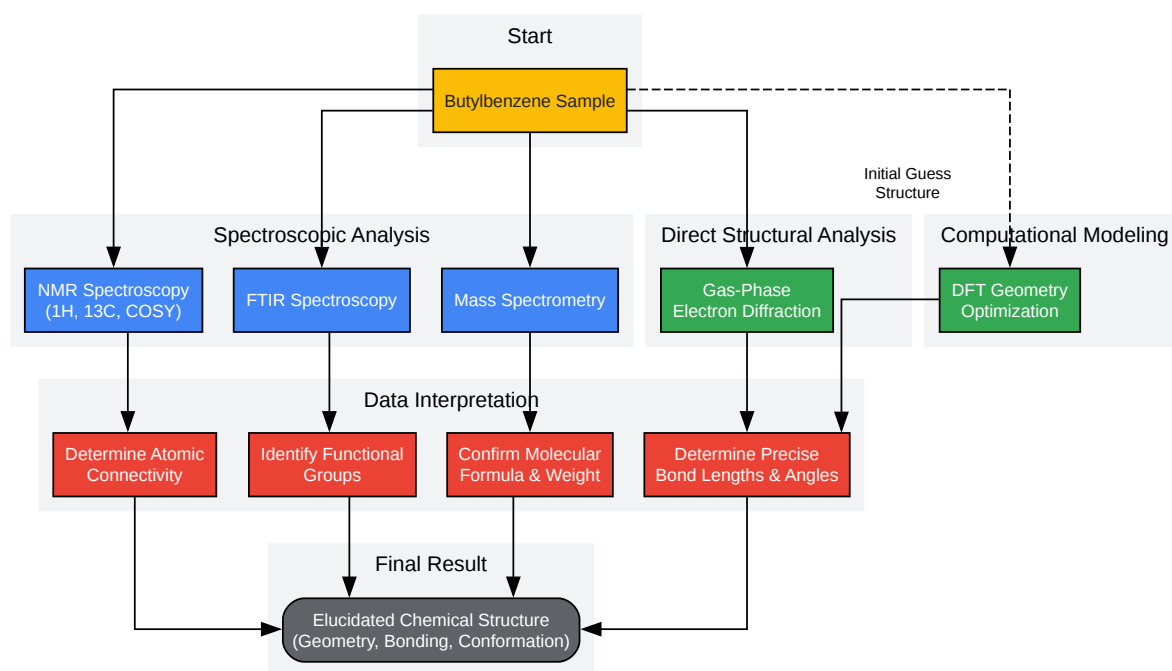 Start
Butylbenzene Sample
Initial Guess
Structure
Spectroscopic Analysis
Direct Structural Analysis
Computational Modeling
NMR Spectroscopy
(1H, 13C, COSY)
FTIR Spectroscopy
Mass Spectrometry
Gas-Phase
Electron Diffraction
DFT Geometry
Optimization
Data Interpretation
Determine Atomic
Connectivity
Identify Functional
Groups
Confirm Molecular
Formula & Weight
Determine Precise
Bond Lengths & Angles
Final Result
Elucidated Chemical Structure
(Geometry, Bonding, Conformation)